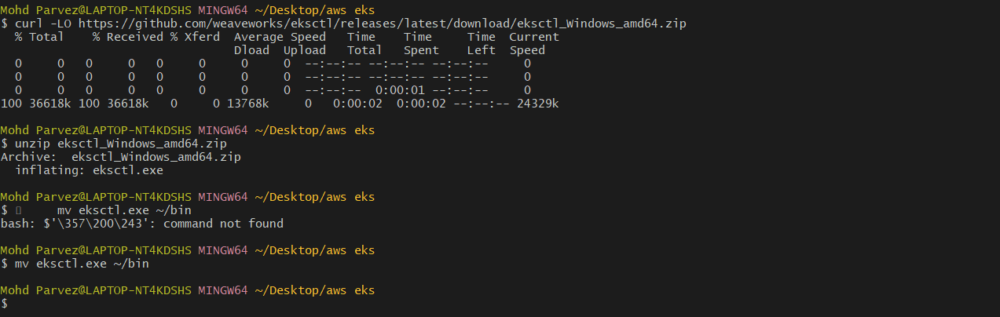 Mohd Parvez@LAPTOP-NT4KDSHS MINGW64 ~/Desktop/aws eks
$ curl -LO https://github.com/weaveworks/eksctl/releases/latest/download/eksctl_Windows_amd64.zip
  % Total    % Received % Xferd  Average Speed   Time    Time     Time  Current
                                 Dload  Upload   Total   Spent    Left  Speed
  0     0   0     0   0     0     0      0  --:--:-- --:--:-- --:--:--     0
  0     0   0     0   0     0     0      0  --:--:-- --:--:-- --:--:--     0
  0     0   0     0   0     0     0      0  --:--:--  0:00:01 --:--:--     0
100 36618k 100 36618k   0     0 13768k     0   0:00:02  0:00:02 --:--:-- 24329k
Mohd Parvez@LAPTOP-NT4KDSHS MINGW64 ~/Desktop/aws eks
$ unzip eksctl_Windows_amd64.zip
Archive:  eksctl_Windows_amd64.zip
  inflating: eksctl.exe
Mohd Parvez@LAPTOP-NT4KDSHS MINGW64 ~/Desktop/aws eks
$ mv eksctl.exe ~/bin
bash: $'\357\200\243': command not found
Mohd Parvez@LAPTOP-NT4KDSHS MINGW64 ~/Desktop/aws eks
$ mv eksctl.exe ~/bin
Mohd Parvez@LAPTOP-NT4KDSHS MINGW64 ~/Desktop/aws eks
$